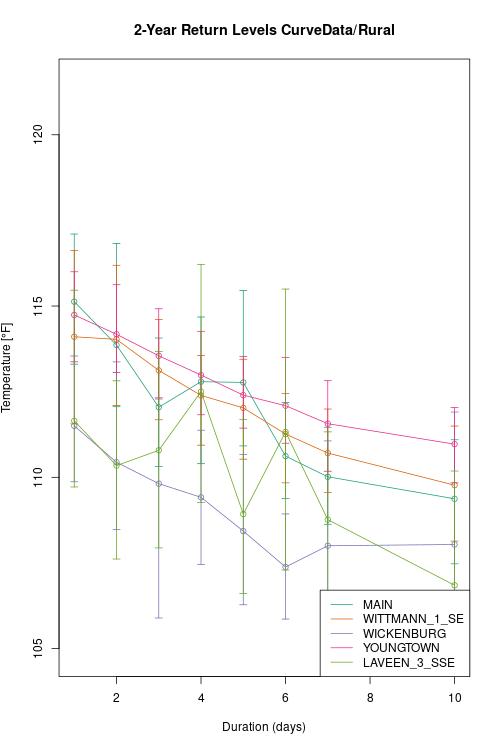 2-Year Return Levels CurveData/Rural
Temperature [°F]
120
115
110
105
MAIN
WITTMANN_1_SE
WICKENBURG
YOUNGTOWN
LAVEEN_3_SSE
2
4
6
8
10
Duration (days)